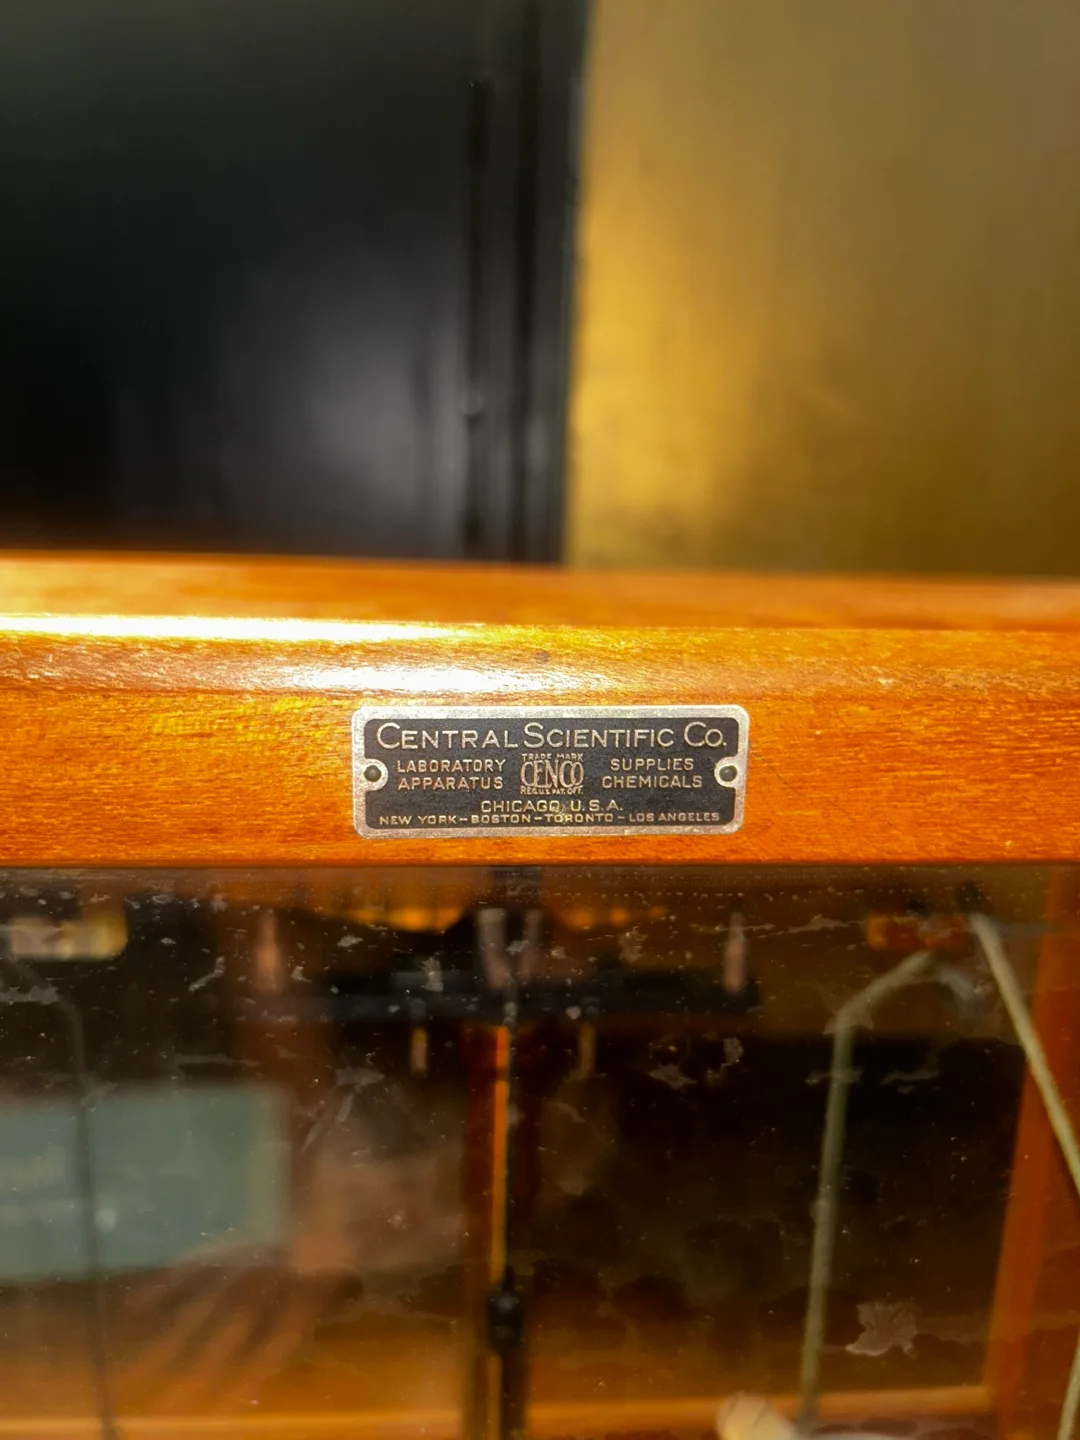 CENTRAL SCIENTIFIC CO.
LABORATORY APPARATUS
TRADE MARK
CENCO
REG. U.S. PAT. OFF.
SUPPLIES CHEMICALS
CHICAGO, U.S.A.
NEW YORK-BOSTON-TORONTO-LOS ANGELES